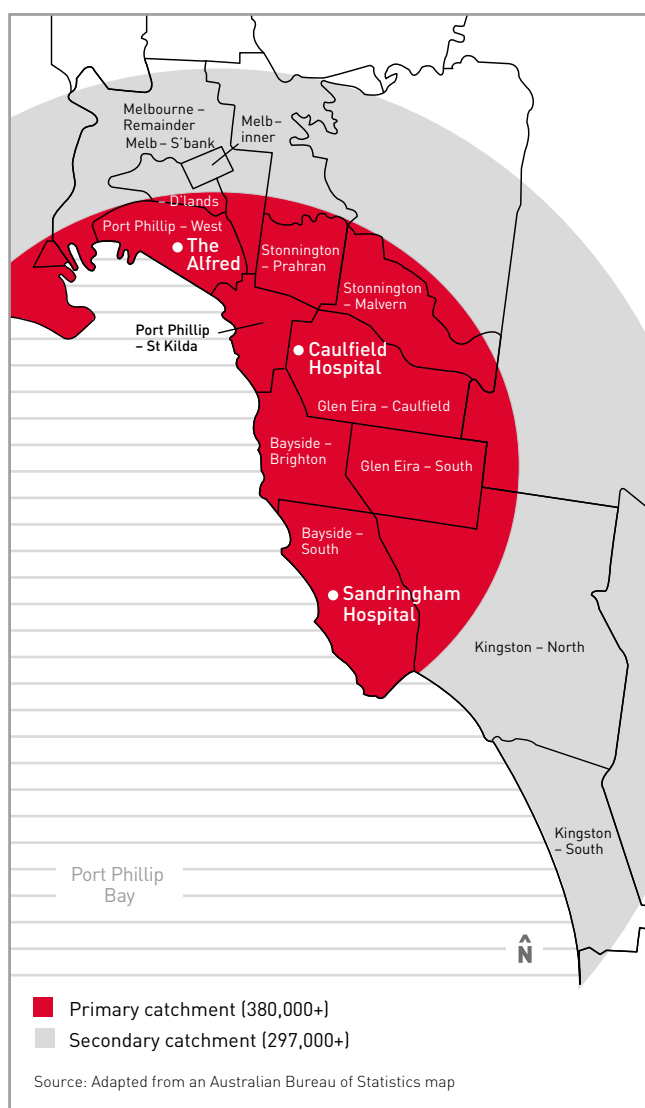 Melbourne –
Remainder
Melb – S'bank
Melb –
inner
– D'lands
Port Phillip – West
The
Alfred
Stonnington
– Prahran
Stonnington
– Malvern
Port Phillip
– St Kilda
Caulfield
Hospital
Glen Eira – Caulfield
Bayside –
Brighton
Glen Eira – South
Bayside –
South
Sandringham
Hospital
Kingston – North
Kingston
– South
Port Phillip
Bay
N
Primary catchment (380,000+)
Secondary catchment (297,000+)
Source: Adapted from an Australian Bureau of Statistics map